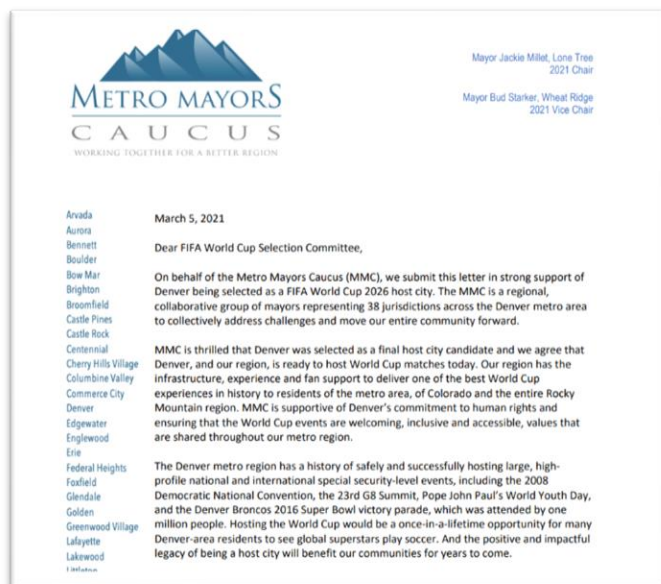 METRO MAYORS
CAUCUS
WORKING TOGETHER FOR A BETTER REGION
Mayor Jackie Millet, Lone Tree
2021 Chair
Mayor Bud Starker, Wheat Ridge
2021 Vice Chair
Arvada
Aurora
Bennett
Boulder
Bow Mar
Brighton
Broomfield
Castle Pines
Castle Rock
Centennial
Cherry Hills Village
Columbine Valley
Commerce City
Denver
Edgewater
Englewood
Erie
Federal Heights
Foxfield
Glendale
Golden
Greenwood Village
Lafayette
Lakewood
March 5, 2021
Dear FIFA World Cup Selection Committee,
On behalf of the Metro Mayors Caucus (MMC), we submit this letter in strong support of
Denver being selected as a FIFA World Cup 2026 host city. The MMC is a regional,
collaborative group of mayors representing 38 jurisdictions across the Denver metro area
to collectively address challenges and move our entire community forward.
MMC is thrilled that Denver was selected as a final host city candidate and we agree that
Denver, and our region, is ready to host World Cup matches today. Our region has the
infrastructure, experience and fan support to deliver one of the best World Cup
experiences in history to residents of the metro area, of Colorado and the entire Rocky
Mountain region. MMC is supportive of Denver's commitment to human rights and
ensuring that the World Cup events are welcoming, inclusive and accessible, values that
are shared throughout our metro region.
The Denver metro region has a history of safely and successfully hosting large, high-
profile national and international special security-level events, including the 2008
Democratic National Convention, the 23rd G8 Summit, Pope John Paul's World Youth Day,
and the Denver Broncos 2016 Super Bowl victory parade, which was attended by one
million people. Hosting the World Cup would be a once-in-a-lifetime opportunity for many
Denver-area residents to see global superstars play soccer. And the positive and impactful
legacy of being a host city will benefit our communities for years to come.